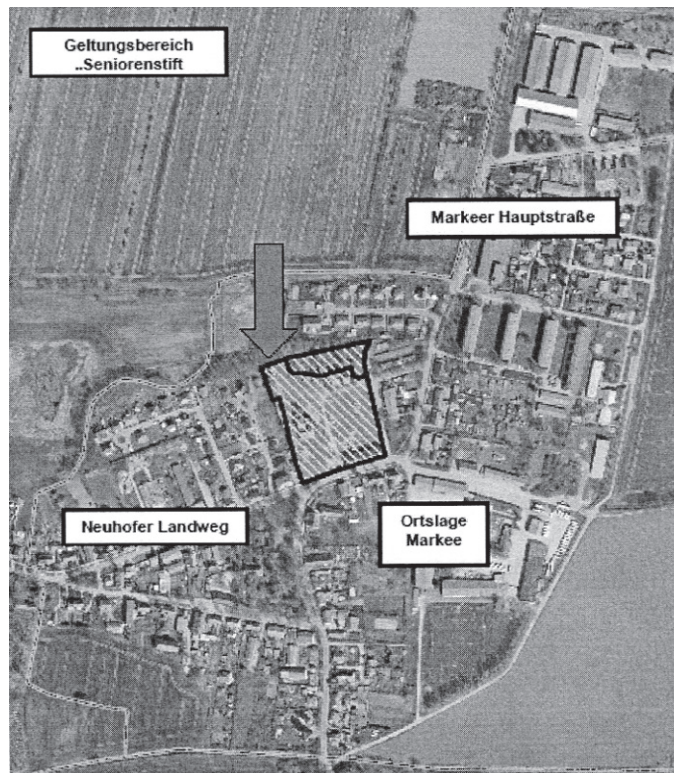 Geltungsbereich
„Seniorenstift
Markeer Hauptstraße
Neuhofer Landweg
Ortslage
Markee